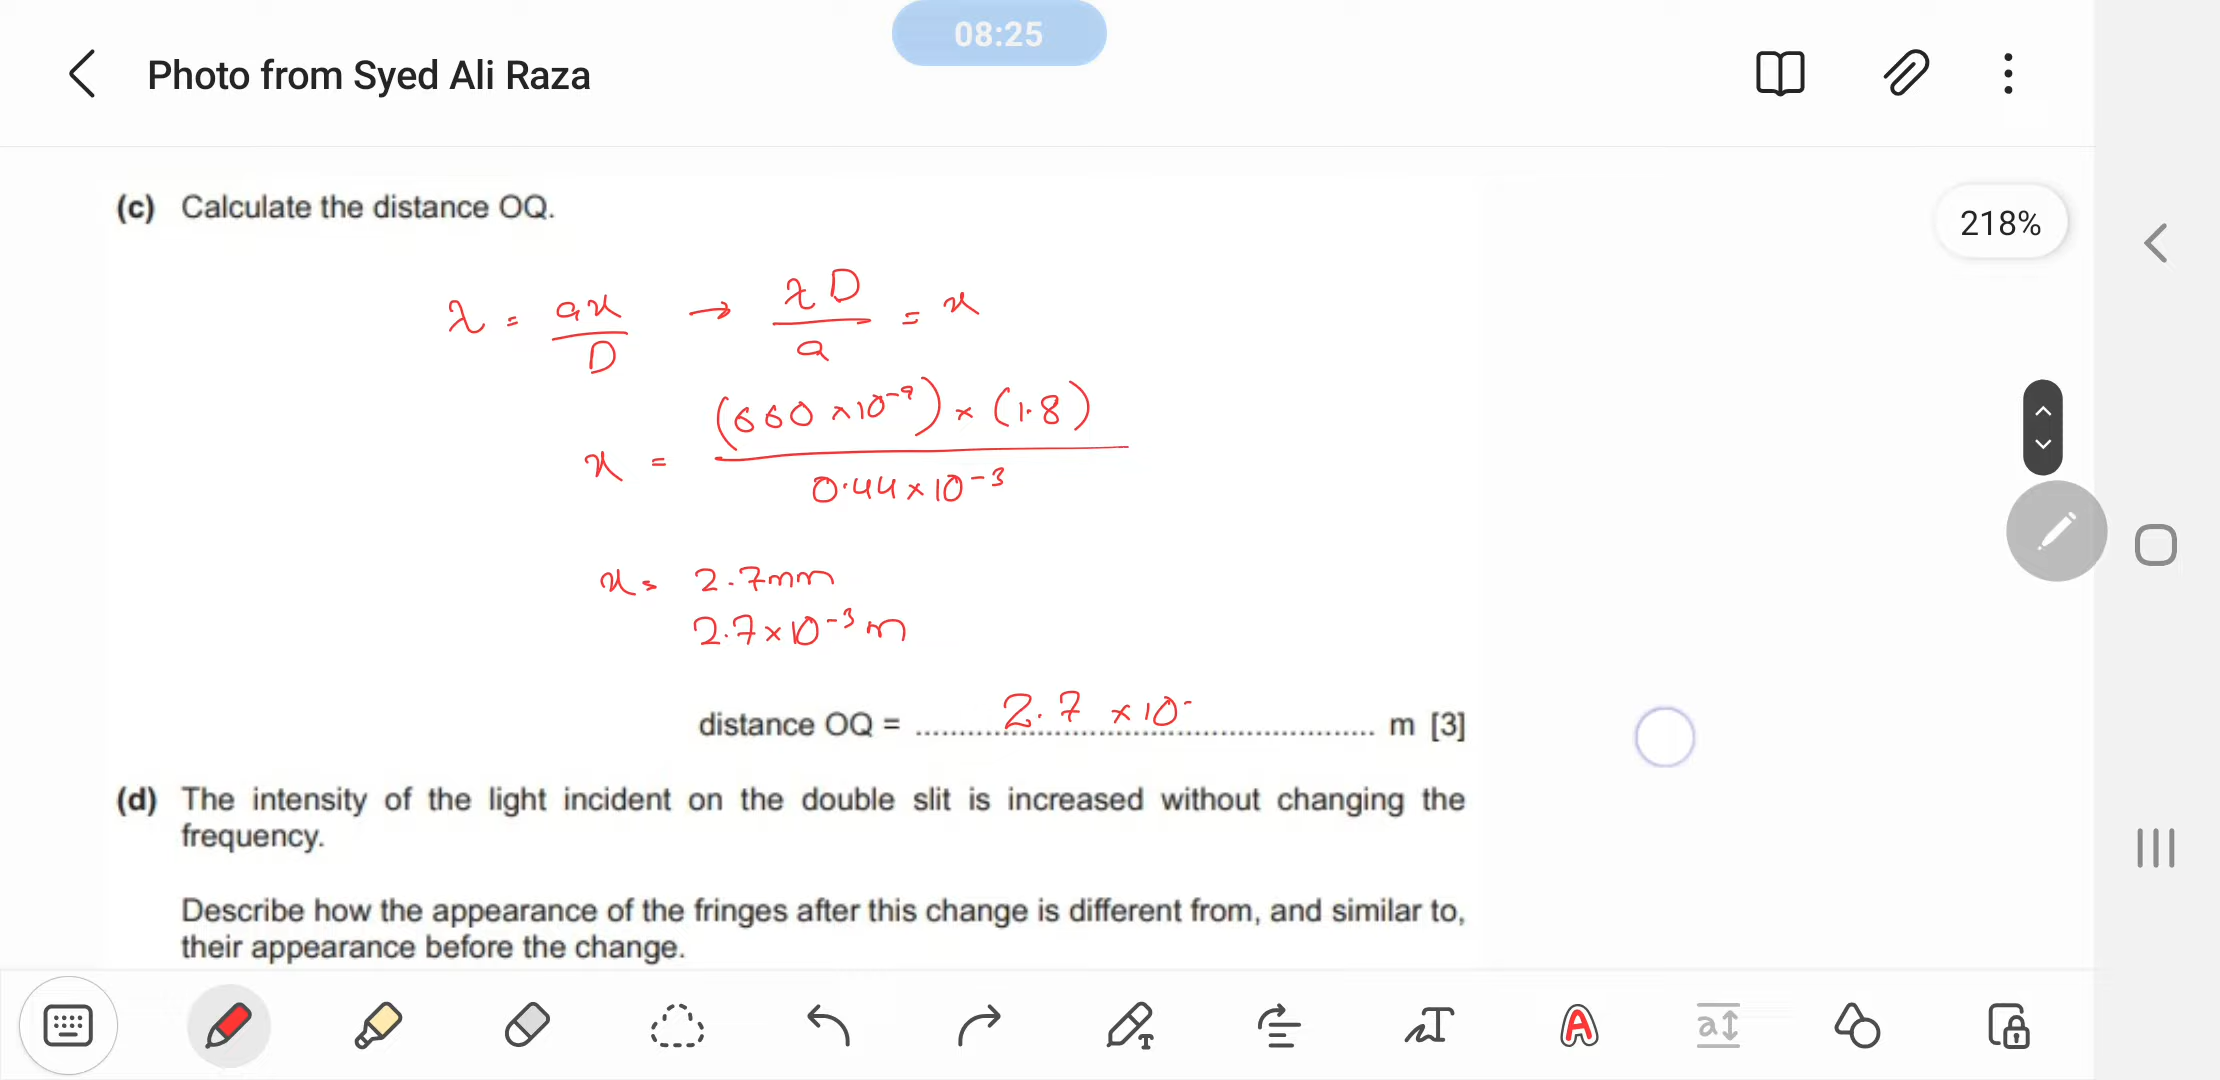 08:25
Photo from Syed Ali Raza
218%
(c) Calculate the distance OQ.
λ = ax/D → λD/a = x
x = (660 × 10⁻⁹) × (1.8) / 0.44 × 10⁻³
x = 2.7mm
2.7 × 10⁻³ m
distance OQ = 2.7 × 10⁻ m [3]
(d) The intensity of the light incident on the double slit is increased without changing the
frequency.
Describe how the appearance of the fringes after this change is different from, and similar to,
their appearance before the change.